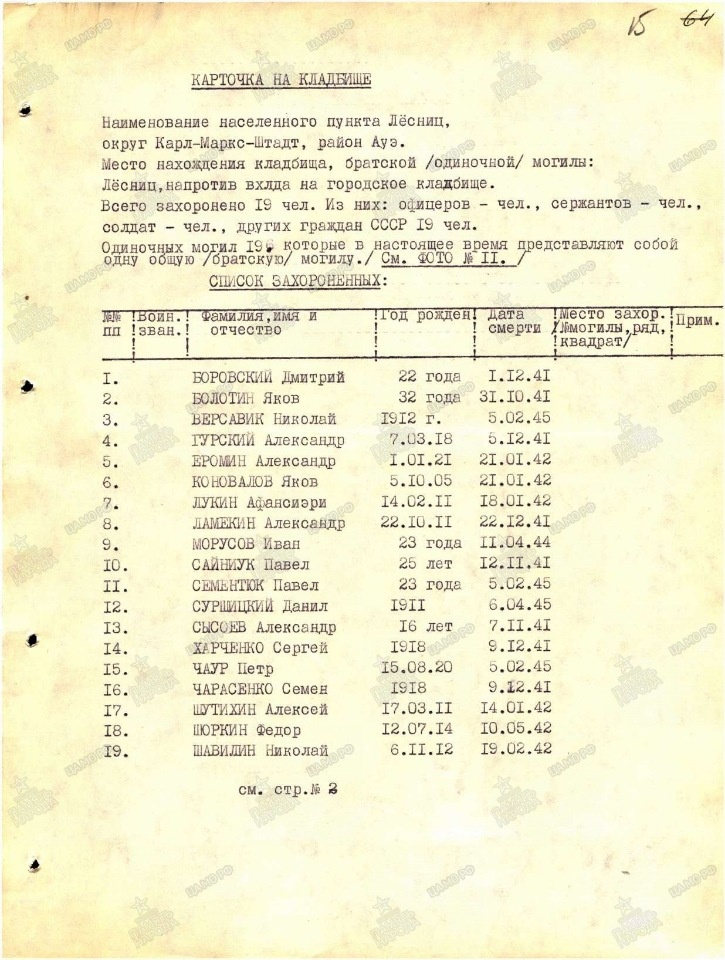 15 64
КАРТОЧКА НА КЛАДБИЩЕ
Наименование населенного пункта Лёсниц,
округ Карл-Маркс-Штадт, район Ауэ.
Место нахождения кладбища, братской /одиночной/ могилы:
Лёсниц,напротив вхлда на городское кладбище.
Всего захоронено 19 чел. Из них: офицеров - чел., сержантов - чел.,
солдат - чел., других граждан СССР 19 чел.
Одиночных могил 19, которые в настоящее время представляют собой
одну общую /братскую/ могилу./ См. ФОТО № II. /
СПИСОК ЗАХОРОНЕННЫХ:
№№ пп ! Воин. зван. ! Фамилия,имя и отчество ! Год рожден ! Дата смерти ! Место захор. /№могилы,ряд, квадрат/ ! Прим.
I. БОРОВСКИЙ Дмитрий 22 года I.I2.4I
2. БОЛОТИН Яков 32 года 3I.I0.4I
3. ВЕРСАВИК Николай I9I2 г. 5.02.45
4. ГУРСКИЙ Александр 7.03.I8 5.I2.4I
5. ЕРОМИН Александр I.0I.2I 2I.0I.42
6. КОНОВАЛОВ Яков 5.I0.05 2I.0I.42
7. ЛУКИН Афансиэри I4.02.II I8.0I.42
8. ЛАМЕКИН Александр 22.I0.II 22.I2.4I
9. МОРУСОВ Иван 23 года II.04.44
I0. САЙНИУК Павел 25 лет I2.II.4I
II. СЕМЕНТЮК Павел 23 года 5.02.45
I2. СУРШИЦКИЙ Данил I9II 6.04.45
I3. СЫСОЕВ Александр I6 лет 7.II.4I
I4. ХАРЧЕНКО Сергей I9I8 9.I2.4I
I5. ЧАУР Петр I5.08.20 5.02.45
I6. ЧАРАСЕНКО Семен I9I8 9.I2.4I
I7. ШУТИХИН Алексей I7.03.II I4.0I.42
I8. ШЮРКИН Федор I2.07.I4 I0.05.42
I9. ШАВИЛИН Николай 6.II.I2 I9.02.42
см. стр.№ 2